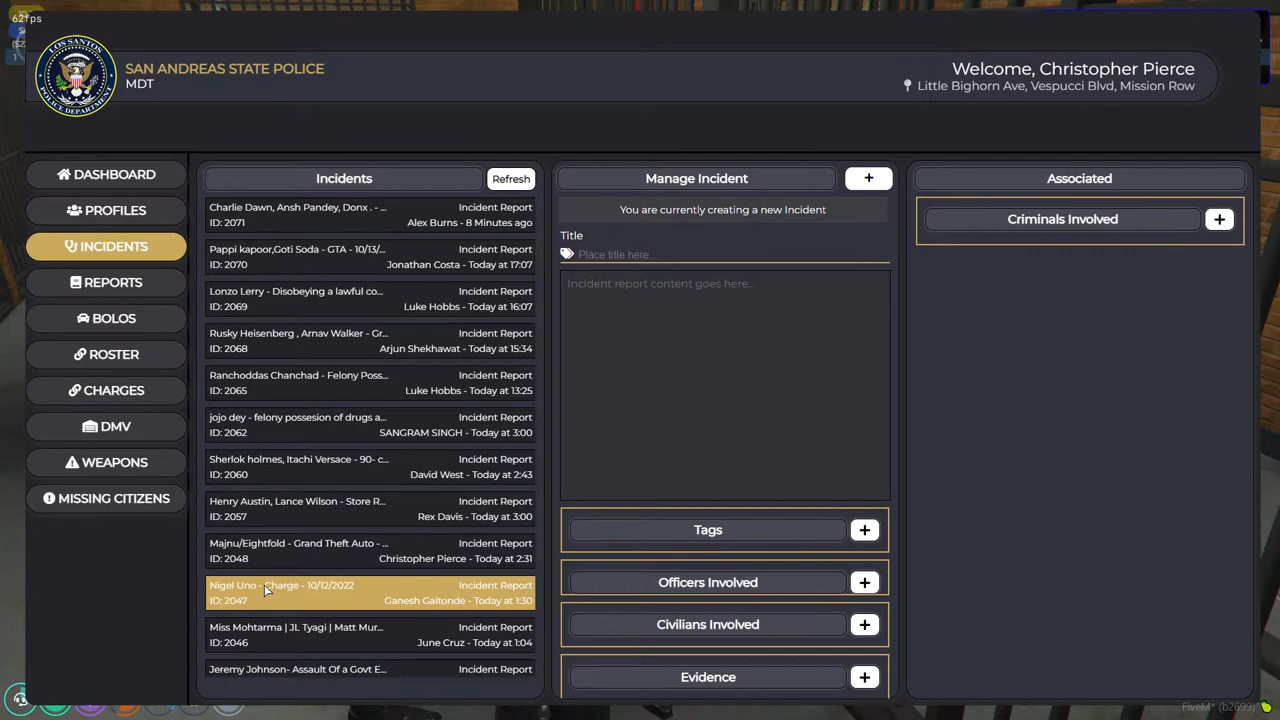 62fps
LOS SANTOS
POLICE DEPARTMENT
SAN ANDREAS STATE POLICE
MDT
Welcome, Christopher Pierce
Little Bighorn Ave, Vespucci Blvd, Mission Row
DASHBOARD
PROFILES
INCIDENTS
REPORTS
BOLOS
ROSTER
CHARGES
DMV
WEAPONS
MISSING CITIZENS
Incidents
Refresh
Charlie Dawn, Ansh Pandey, Donx . - ...
Incident Report
ID: 2071
Alex Burns - 8 Minutes ago
Pappi kapoor,Goti Soda - GTA - 10/13/...
Incident Report
ID: 2070
Jonathan Costa - Today at 17:07
Lonzo Lerry - Disobeying a lawful co...
Incident Report
ID: 2069
Luke Hobbs - Today at 16:07
Rusky Heisenberg , Arnav Walker - Gr...
Incident Report
ID: 2068
Arjun Shekhawat - Today at 15:34
Ranchoddas Chanchad - Felony Poss...
Incident Report
ID: 2065
Luke Hobbs - Today at 13:25
jojo dey - felony possesion of drugs a...
Incident Report
ID: 2062
SANGRAM SINGH - Today at 3:00
Sherlok holmes, Itachi Versace - 90- c...
Incident Report
ID: 2060
David West - Today at 2:43
Henry Austin, Lance Wilson - Store R...
Incident Report
ID: 2057
Rex Davis - Today at 3:00
Majnu/Eightfold - Grand Theft Auto - ...
Incident Report
ID: 2048
Christopher Pierce - Today at 2:31
Nigel Uno - Charge - 10/12/2022
Incident Report
ID: 2047
Ganesh Gaitonde - Today at 1:30
Miss Mohtarma | JL Tyagi | Matt Mur...
Incident Report
ID: 2046
June Cruz - Today at 1:04
Jeremy Johnson- Assault Of a Govt E...
Incident Report
Manage Incident
+
You are currently creating a new Incident
Title
Place title here...
Incident report content goes here...
Tags
+
Officers Involved
+
Civilians Involved
+
Evidence
+
Associated
Criminals Involved
+
FiveM* (b2699)